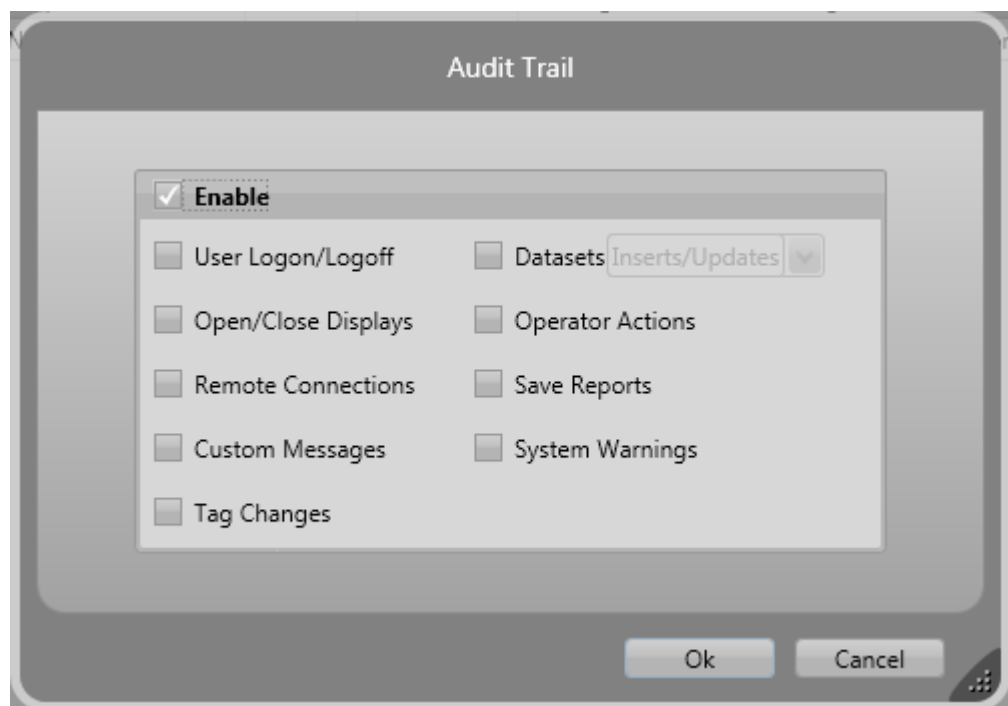 Audit Trail
Enable
User Logon/Logoff
Datasets Inserts/Updates
Open/Close Displays
Operator Actions
Remote Connections
Save Reports
Custom Messages
System Warnings
Tag Changes
Ok
Cancel